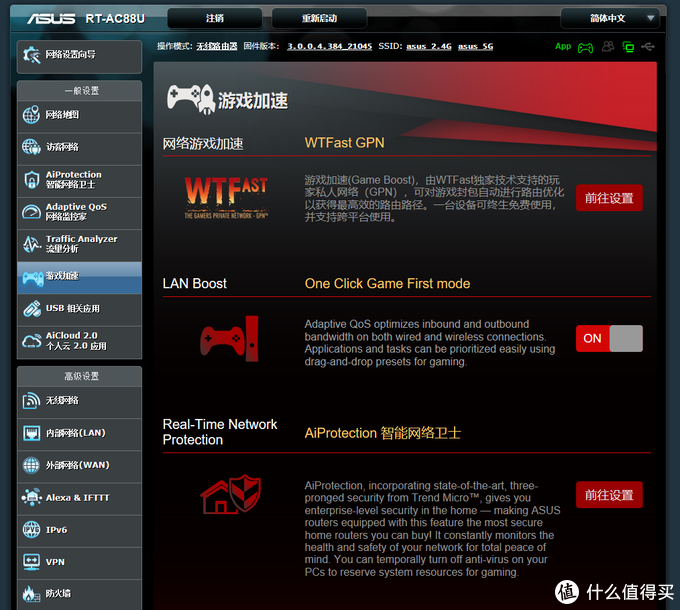 ASUS RT-AC88U 注销 重新启动 简体中文
操作模式: 无线路由器 固件版本: 3.0.0.4.384_21045 SSID: asus_2.4G asus_5G App
网络设置向导
一般设置
网络地图
访客网络
AiProtection
智能网络卫士
Adaptive QoS
网络监控家
Traffic Analyzer
流量分析
游戏加速
USB 相关应用
AiCloud 2.0
个人云 2.0 应用
高级设置
无线网络
内部网络(LAN)
外部网络(WAN)
Alexa & IFTTT
IPv6
VPN
防火墙
游戏加速
网络游戏加速 WTFast GPN
WTFAST
THE GAMERS PRIVATE NETWORK - GPN™
游戏加速(Game Boost)，由WTFast独家技术支持的玩
家私人网络（GPN），可对游戏封包自动进行路由优化
以获得最高效的路由路径。一台设备可终生免费使用，
并支持跨平台使用。
前往设置
LAN Boost One Click Game First mode
Adaptive QoS optimizes inbound and outbound
bandwidth on both wired and wireless connections.
Applications and tasks can be prioritized easily using
drag-and-drop presets for gaming.
ON
Real-Time Network
Protection
AiProtection 智能网络卫士
AiProtection, incorporating state-of-the-art, three-
pronged security from Trend Micro™, gives you
enterprise-level security in the home — making ASUS
routers equipped with this feature the most secure
home routers you can buy! It constantly monitors the
health and safety of your network for total peace of
mind. You can temporarily turn off anti-virus on your
PCs to reserve system resources for gaming.
前往设置
值 什么值得买